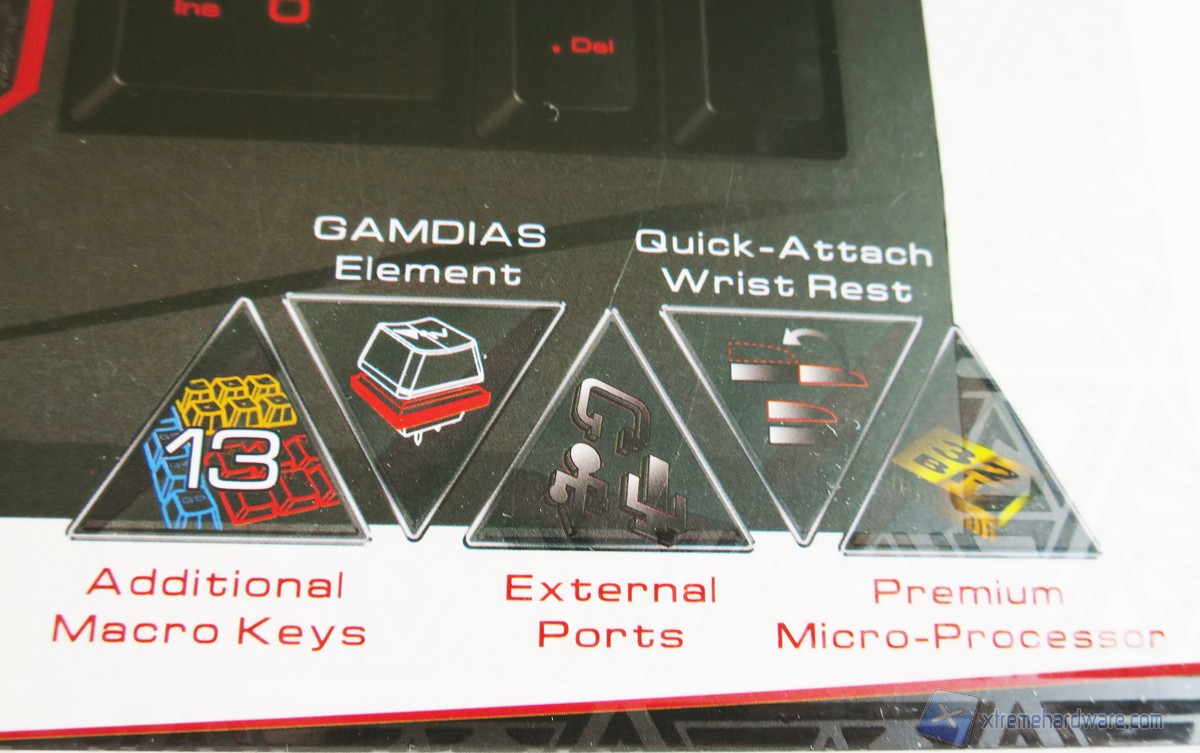 Ins 0
. Del
GAMDIAS
Element
Quick-Attach
Wrist Rest
13
32
Additional
Macro Keys
External
Ports
Premium
Micro-Processor
xtremehardware.com